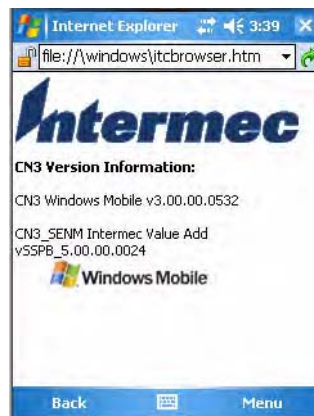 Internet Explorer 3:39
file://\windows\itcbrowser.htm
Intermec
CN3 Version Information:
CN3 Windows Mobile v3.00.00.0532
CN3_SENM Intermec Value Add
vSSPB_5.00.00.0024
Windows Mobile
Back Menu